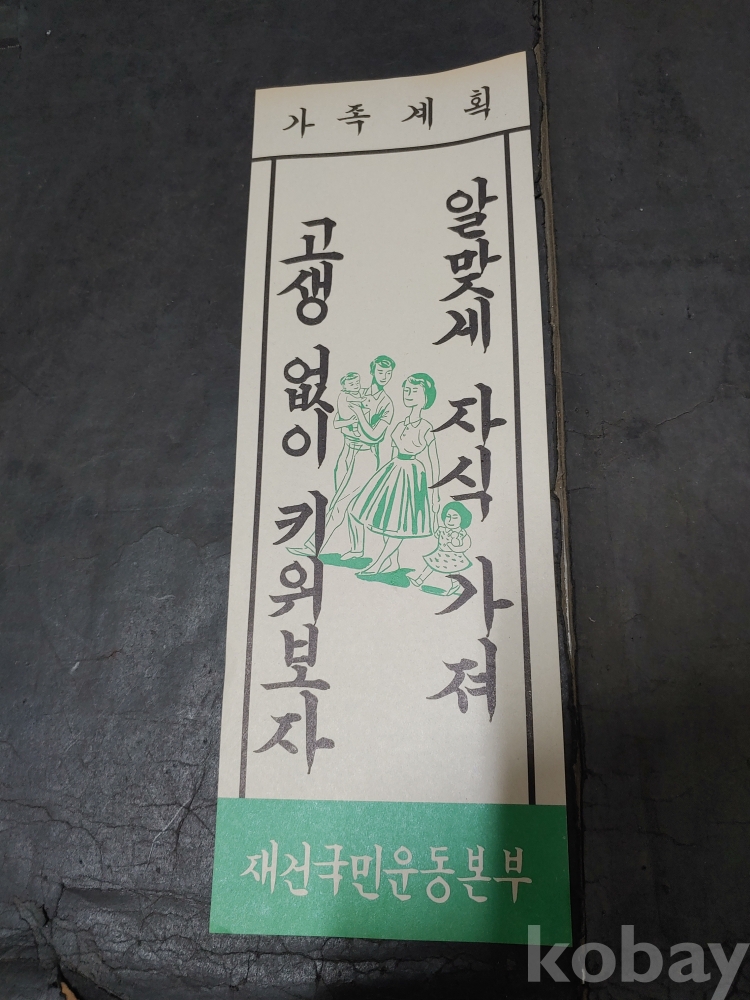 가족계획
알맞세 자식 가져
고생 없이 키워보자
재건국민운동본부
kobay